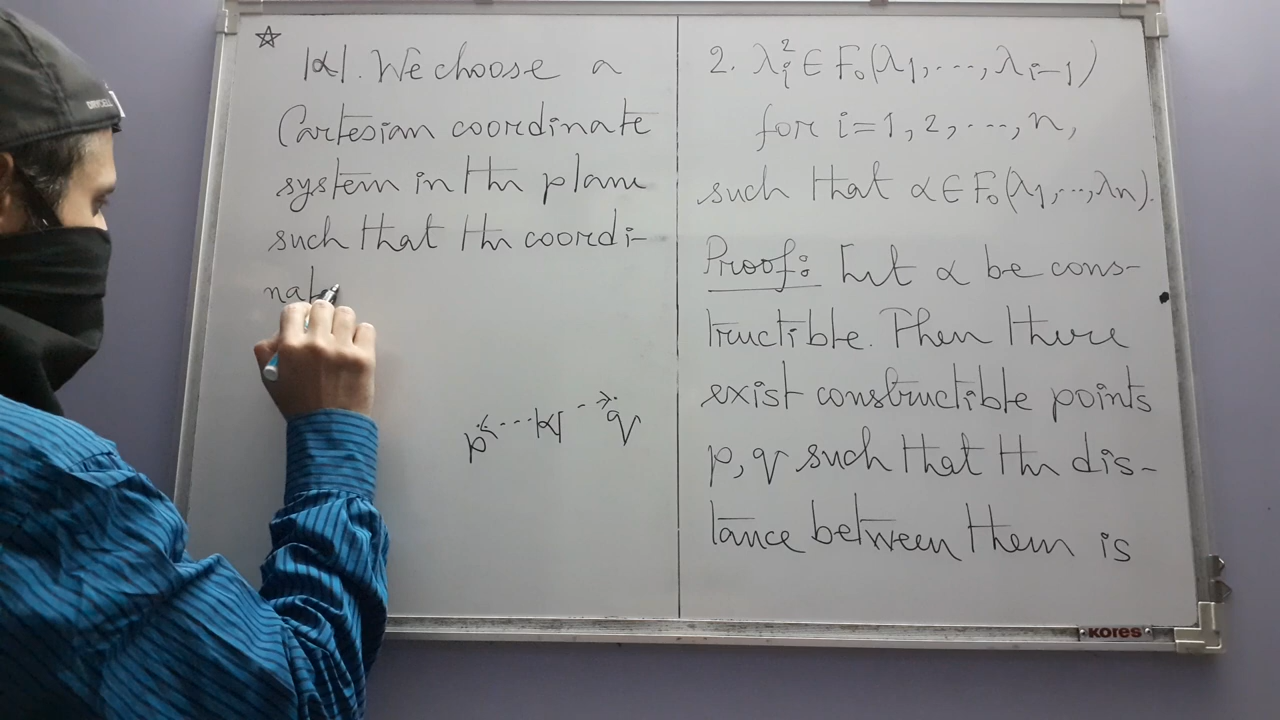 |α|. We choose a
Cartesian coordinate
system in the plane
such that the coordi-
nate
p |α| q
2. λᵢ² ∈ F₀(λ₁, ..., λᵢ₋₁)
for i=1, 2, ..., n,
such that α ∈ F₀(λ₁, ..., λₙ).
Proof: Let α be cons-
tructible. Then there
exist constructible points
p, q such that the dis-
tance between them is
KORES